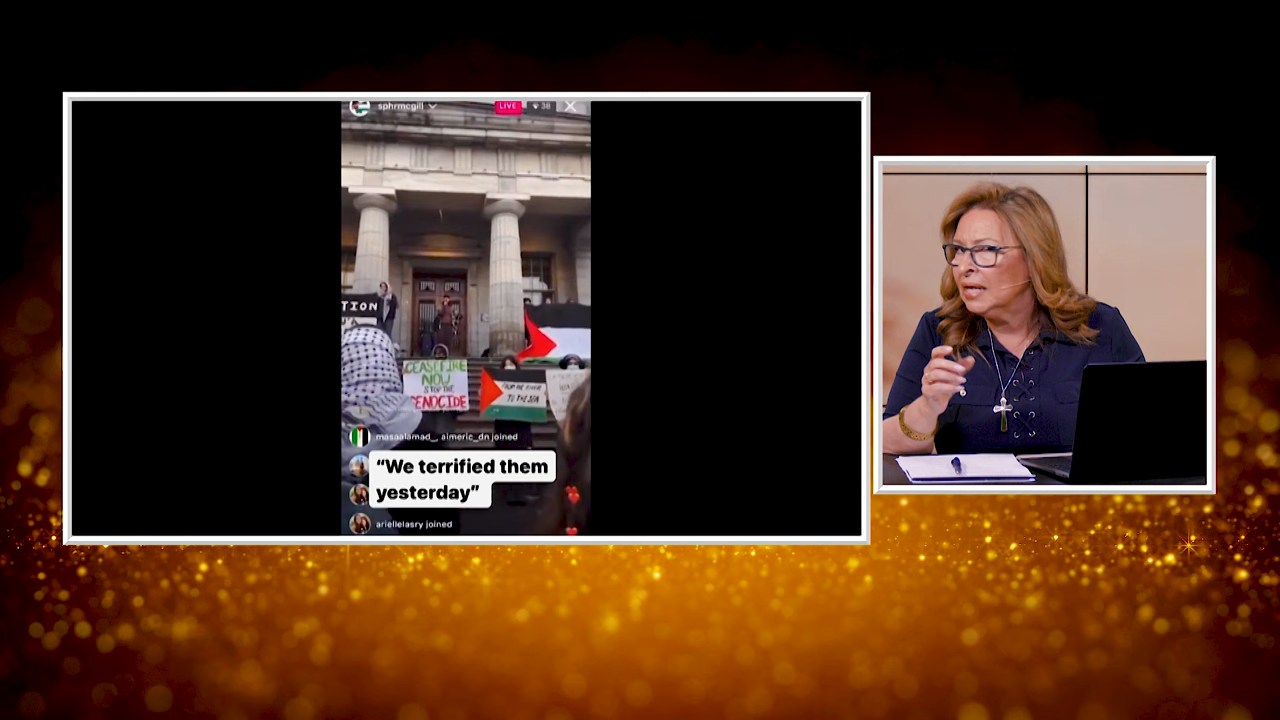 sphrmcgill
LIVE
38
TION
CEASEFIRE
NOW
STOP THE
GENOCIDE
TO THE SEA
masaalamad_, aimeric_dn joined
“We terrified them
yesterday”
ariellelasry joined